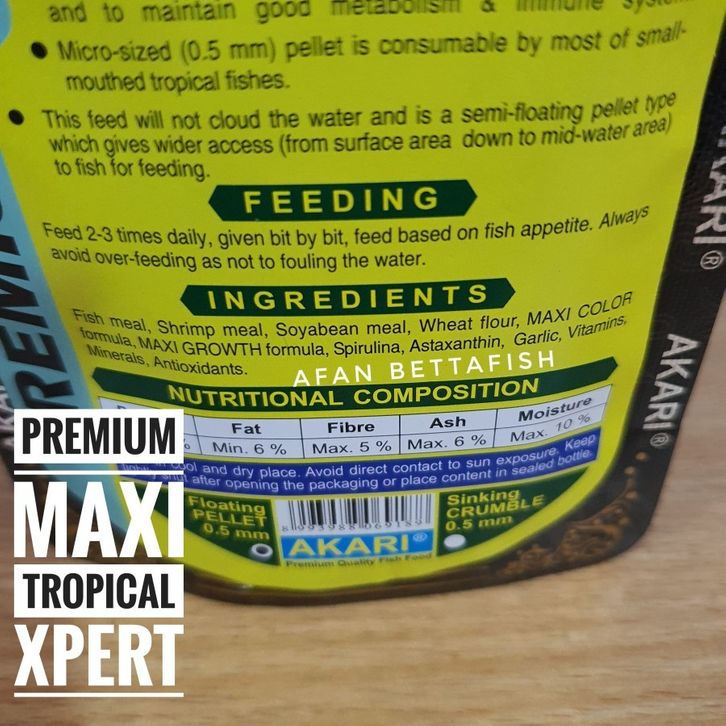 and to maintain good metabolism & immune
• Micro-sized (0.5 mm) pellet is consumable by most of small-
mouthed tropical fishes.
• This feed will not cloud the water and is a semi-floating pellet type
which gives wider access (from surface area down to mid-water area)
to fish for feeding.
FEEDING
Feed 2-3 times daily, given bit by bit, feed based on fish appetite. Always
avoid over-feeding as not to fouling the water.
INGREDIENTS
Fish meal, Shrimp meal, Soyabean meal, Wheat flour, MAXI COLOR
formula, MAXI GROWTH formula, Spirulina, Astaxanthin, Garlic, Vitamins,
Minerals, Antioxidants.
AFAN BETTAFISH
NUTRITIONAL COMPOSITION
Fat Fibre Ash Moisture
% Min. 6 % Max. 5 % Max. 6 % Max. 10 %
cool and dry place. Avoid direct contact to sun exposure. Keep
after opening the packaging or place content in sealed bottle.
Floating
PELLET
0.5 mm
8 993988 069189
AKARI®
Premium Quality Fish Food
Sinking
CRUMBLE
0.5 mm
AKARI®
PREMIUM
MAXI
TROPICAL
XPERT